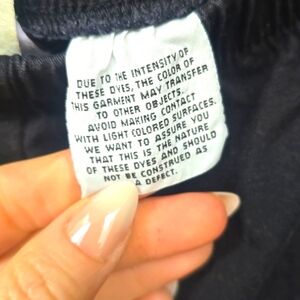 DUE TO THE INTENSITY OF
THESE DYES, THE COLOR OF
THIS GARMENT MAY TRANSFER
TO OTHER OBJECTS.
AVOID MAKING CONTACT
WITH LIGHT COLORED SURFACES.
WE WANT TO ASSURE YOU
THAT THIS IS THE NATURE
OF THESE DYES AND SHOULD
NOT BE CONSTRUED AS
A DEFECT.